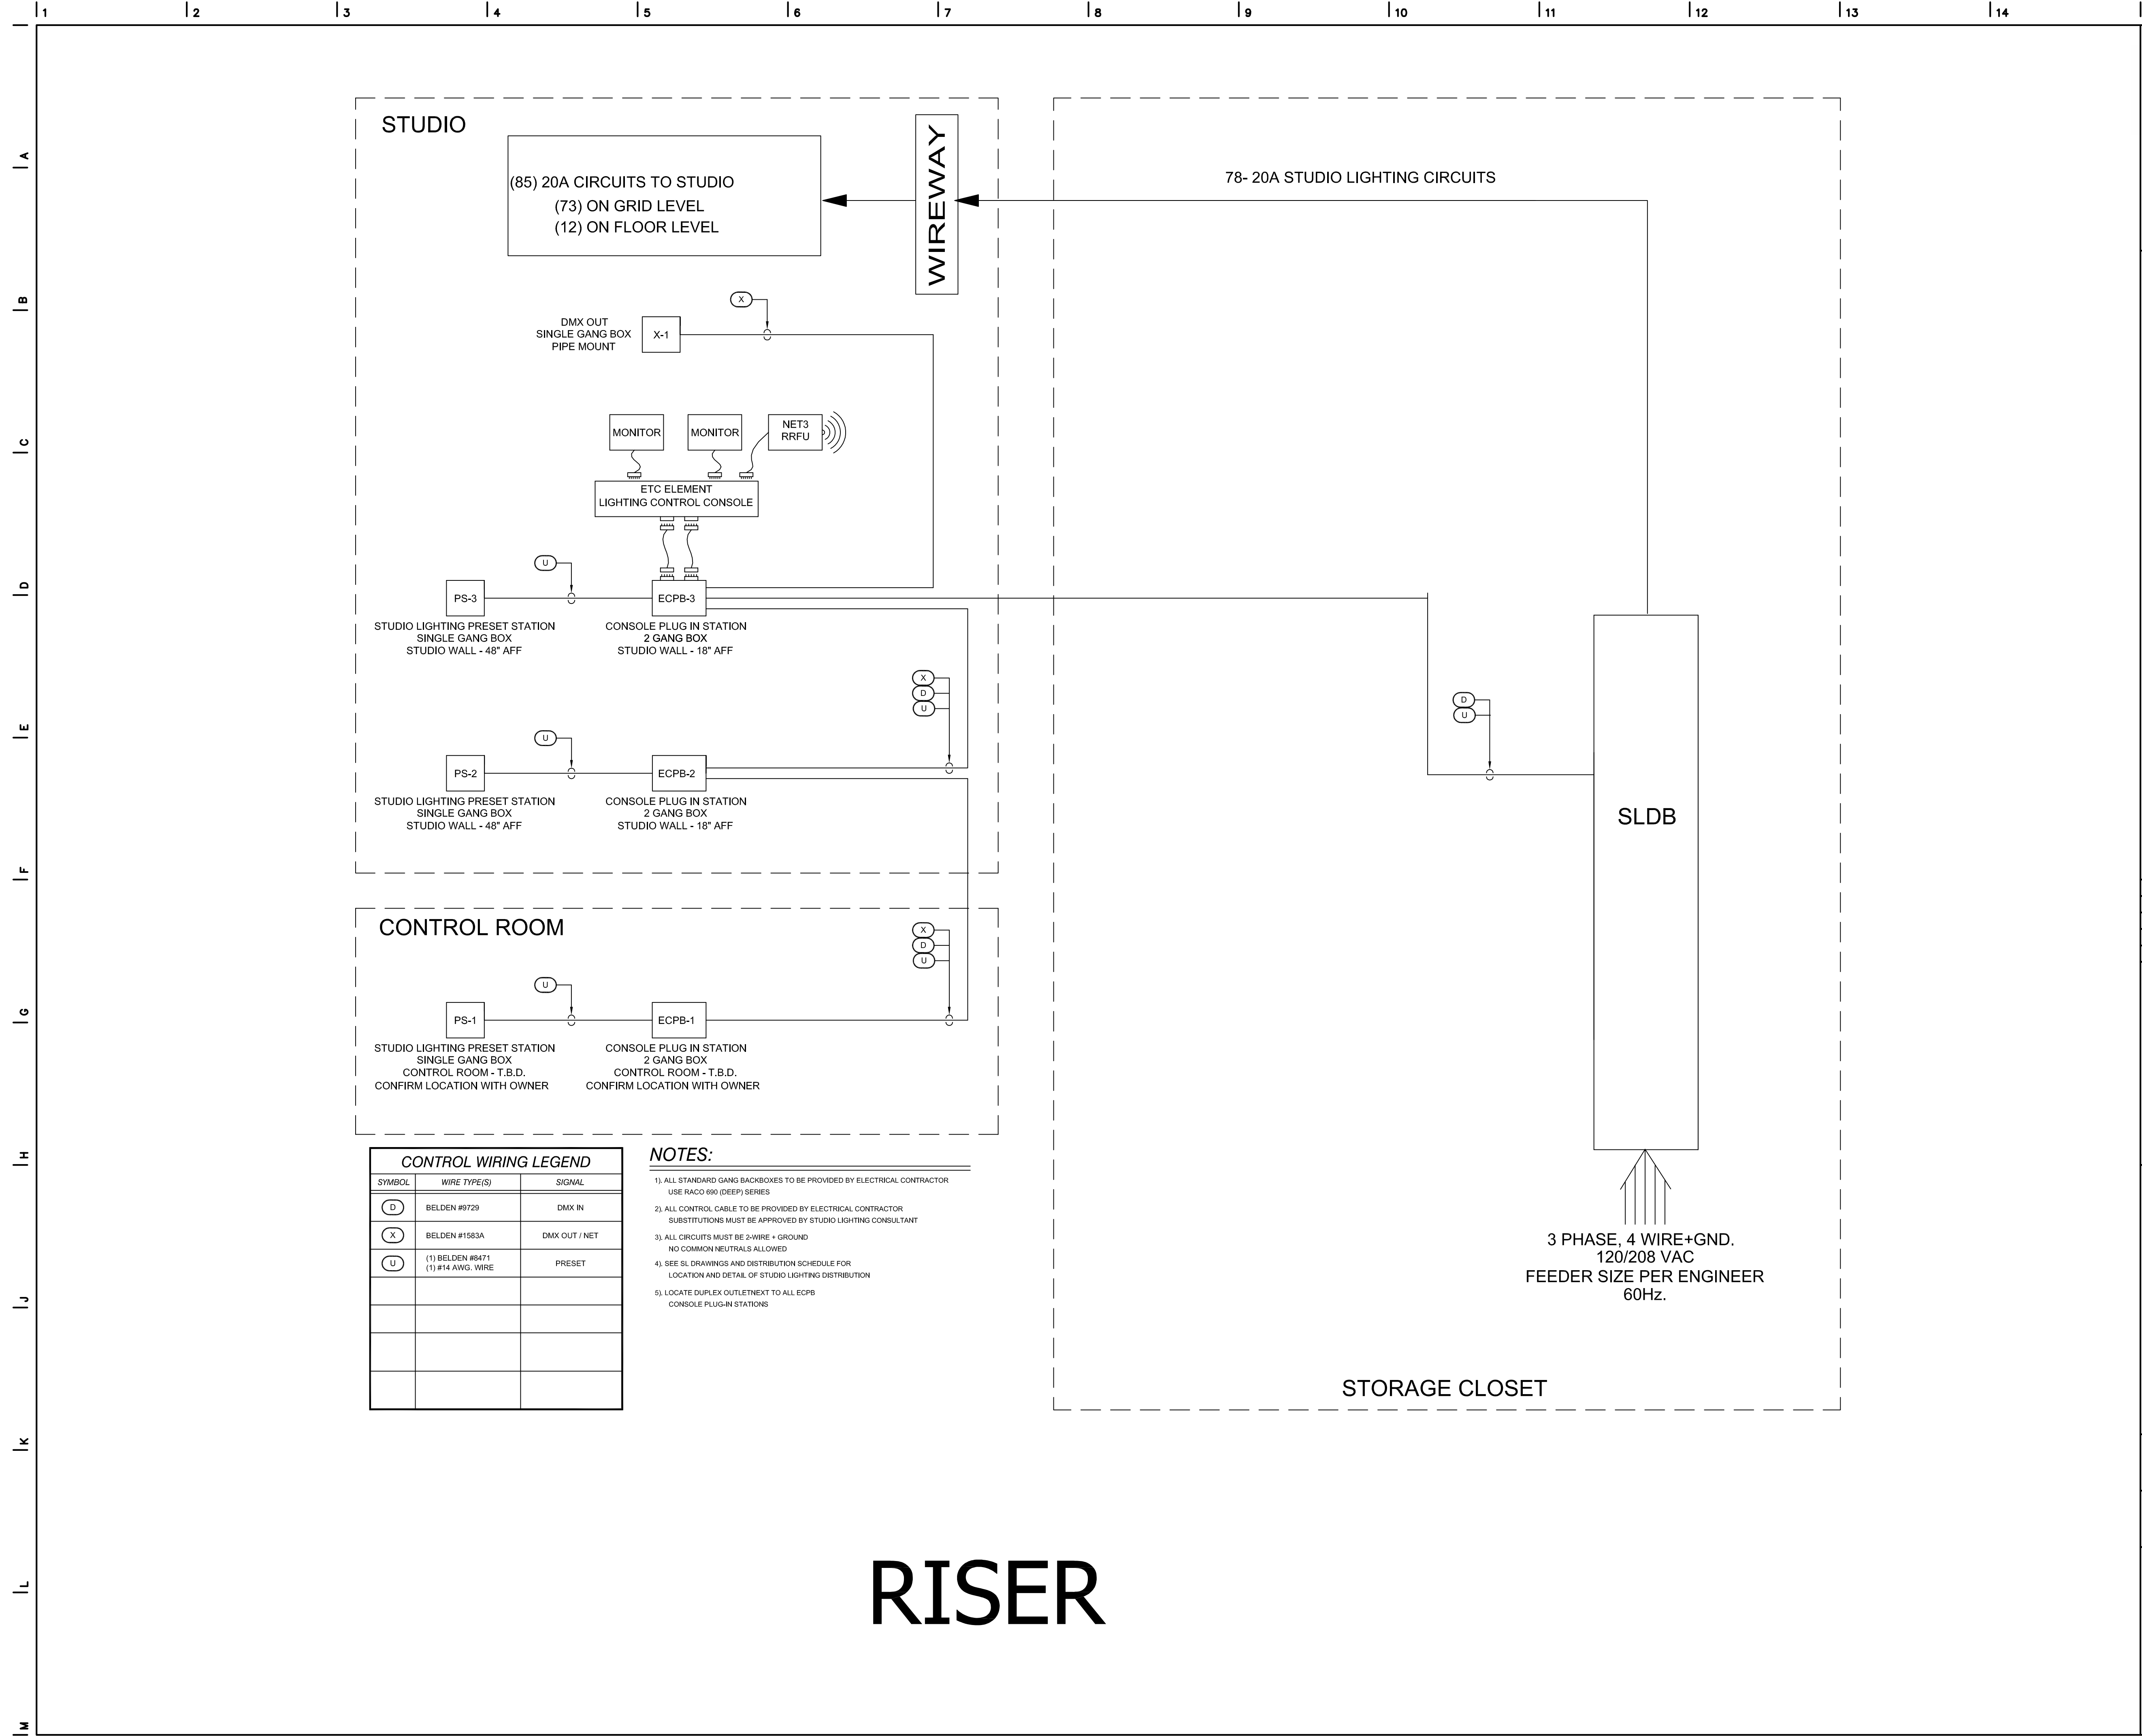 1 2 3 4 5 6 7 8 9 10 11 12 13 14
A
B
C
D
E
F
G
H
J
K
L
M
STUDIO
(85) 20A CIRCUITS TO STUDIO
(73) ON GRID LEVEL
(12) ON FLOOR LEVEL
WIREWAY
78- 20A STUDIO LIGHTING CIRCUITS
X
DMX OUT
SINGLE GANG BOX
PIPE MOUNT
X-1
MONITOR
MONITOR
NET3
RRFU
ETC ELEMENT
LIGHTING CONTROL CONSOLE
U
PS-3
ECPB-3
STUDIO LIGHTING PRESET STATION
SINGLE GANG BOX
STUDIO WALL - 48" AFF
CONSOLE PLUG IN STATION
2 GANG BOX
STUDIO WALL - 18" AFF
X
D
U
D
U
U
PS-2
ECPB-2
STUDIO LIGHTING PRESET STATION
SINGLE GANG BOX
STUDIO WALL - 48" AFF
CONSOLE PLUG IN STATION
2 GANG BOX
STUDIO WALL - 18" AFF
SLDB
CONTROL ROOM
X
D
U
U
PS-1
ECPB-1
STUDIO LIGHTING PRESET STATION
SINGLE GANG BOX
CONTROL ROOM - T.B.D.
CONFIRM LOCATION WITH OWNER
CONSOLE PLUG IN STATION
2 GANG BOX
CONTROL ROOM - T.B.D.
CONFIRM LOCATION WITH OWNER
CONTROL WIRING LEGEND
SYMBOL WIRE TYPE(S) SIGNAL
D BELDEN #9729 DMX IN
X BELDEN #1583A DMX OUT / NET
U (1) BELDEN #8471
(1) #14 AWG. WIRE PRESET
NOTES:
1). ALL STANDARD GANG BACKBOXES TO BE PROVIDED BY ELECTRICAL CONTRACTOR
USE RACO 690 (DEEP) SERIES
2). ALL CONTROL CABLE TO BE PROVIDED BY ELECTRICAL CONTRACTOR
SUBSTITUTIONS MUST BE APPROVED BY STUDIO LIGHTING CONSULTANT
3). ALL CIRCUITS MUST BE 2-WIRE + GROUND
NO COMMON NEUTRALS ALLOWED
4). SEE SL DRAWINGS AND DISTRIBUTION SCHEDULE FOR
LOCATION AND DETAIL OF STUDIO LIGHTING DISTRIBUTION
5). LOCATE DUPLEX OUTLETNEXT TO ALL ECPB
CONSOLE PLUG-IN STATIONS
3 PHASE, 4 WIRE+GND.
120/208 VAC
FEEDER SIZE PER ENGINEER
60Hz.
STORAGE CLOSET
RISER